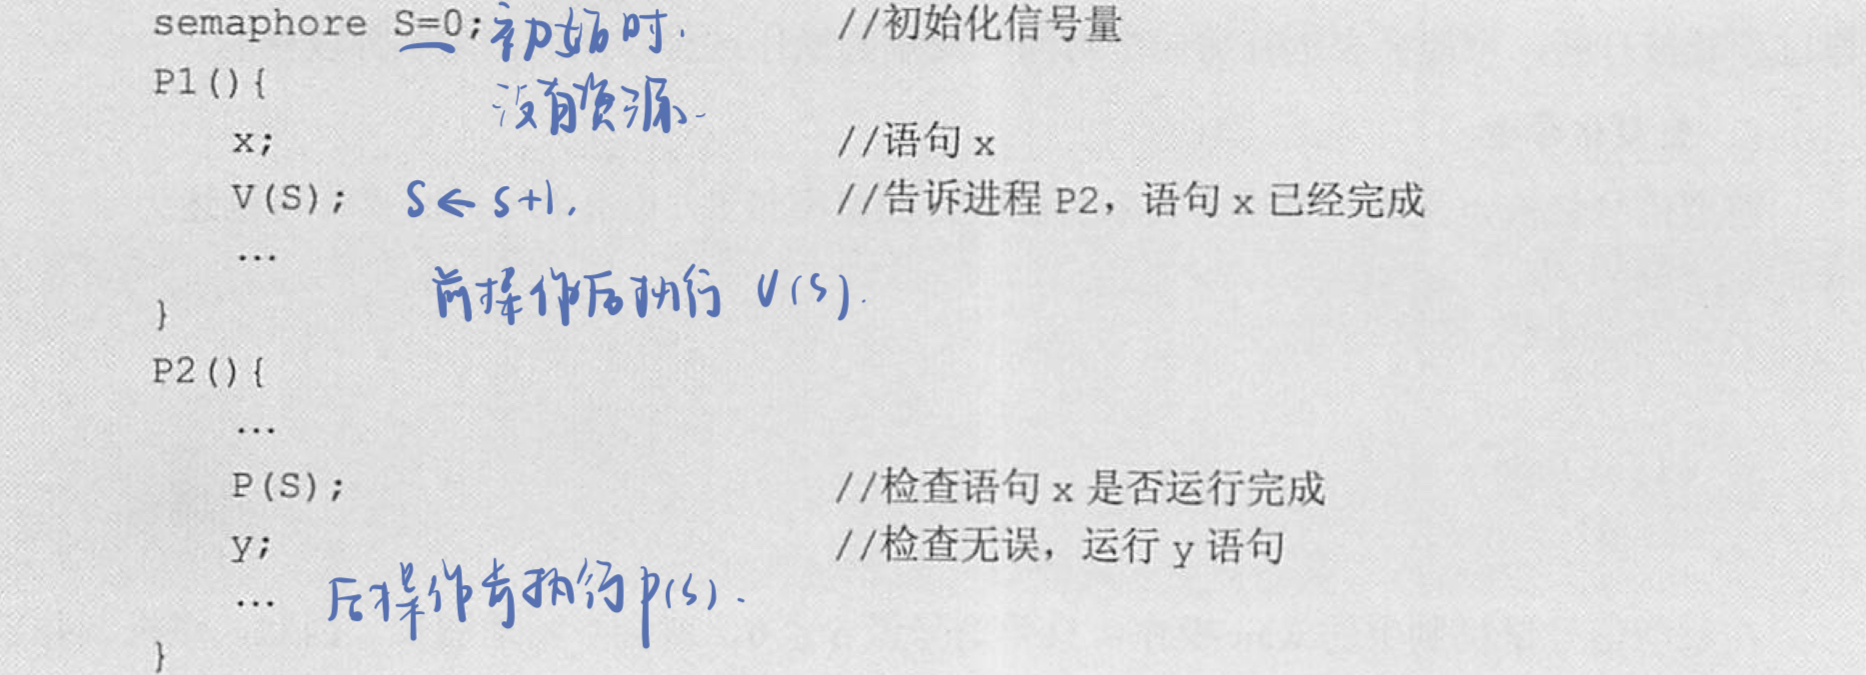 semaphore S=0; 初始时. //初始化信号量
P1(){
没有资源.
x; //语句 x
V(S); S←S+1. //告诉进程 P2，语句 x 已经完成
...
前操作后执行 V(S).
}
P2(){
...
P(S); //检查语句 x 是否运行完成
y; //检查无误，运行 y 语句
... 后操作前执行 P(S).
}